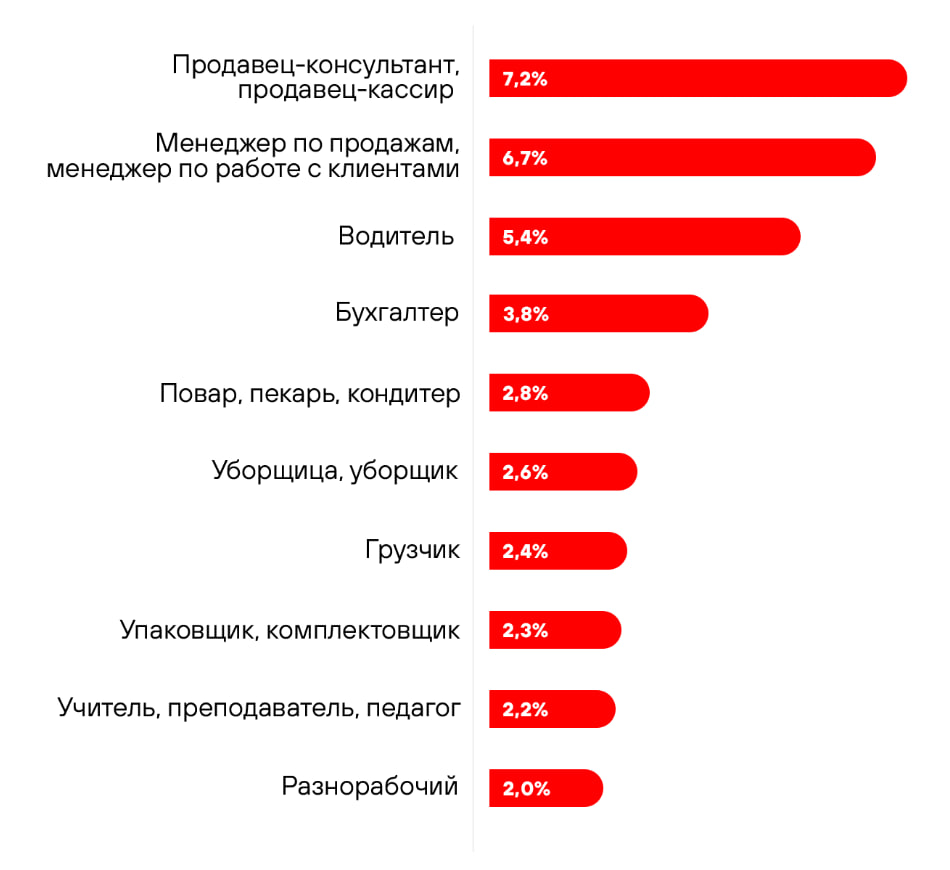 Продавец-консультант,
продавец-кассир
7,2%
Менеджер по продажам,
менеджер по работе с клиентами
6,7%
Водитель
5,4%
Бухгалтер
3,8%
Повар, пекарь, кондитер
2,8%
Уборщица, уборщик
2,6%
Грузчик
2,4%
Упаковщик, комплектовщик
2,3%
Учитель, преподаватель, педагог
2,2%
Разнорабочий
2,0%